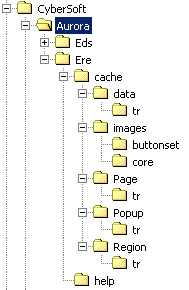 CyberSoft
Aurora
Eds
Ere
cache
data
tr
images
buttonset
core
Page
tr
Popup
tr
Region
tr
help